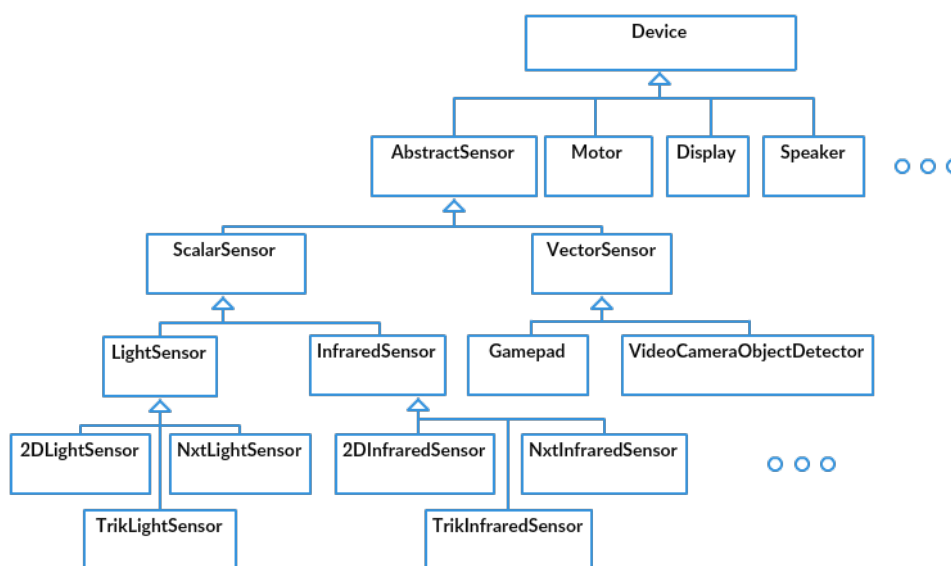 Device
AbstractSensor
Motor
Display
Speaker
ScalarSensor
VectorSensor
LightSensor
InfraredSensor
Gamepad
VideoCameraObjectDetector
2DLightSensor
NxtLightSensor
2DInfraredSensor
NxtInfraredSensor
TrikLightSensor
TrikInfraredSensor